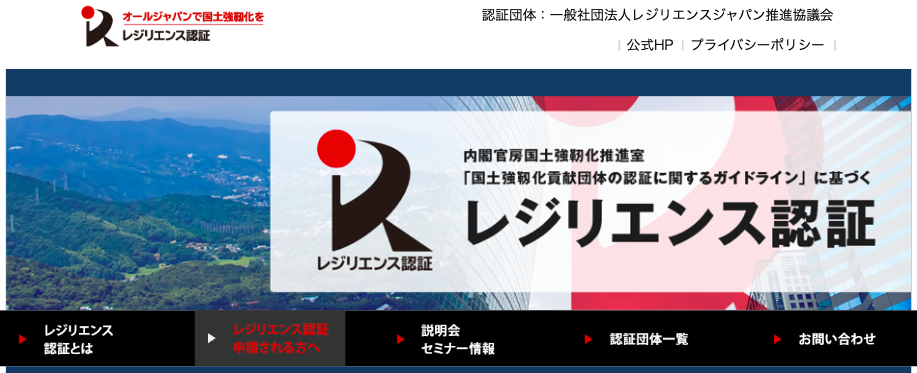 オールジャパンで国土強靱化を
レジリエンス認証
認証団体：一般社団法人レジリエンスジャパン推進協議会
公式HP
プライバシーポリシー
内閣官房国土強靱化推進室
「国土強靱化貢献団体の認証に関するガイドライン」に基づく
レジリエンス認証
レジリエンス認証
レジリエンス
認証とは
レジリエンス認証
申請される方へ
説明会
セミナー情報
認証団体一覧
お問い合わせ